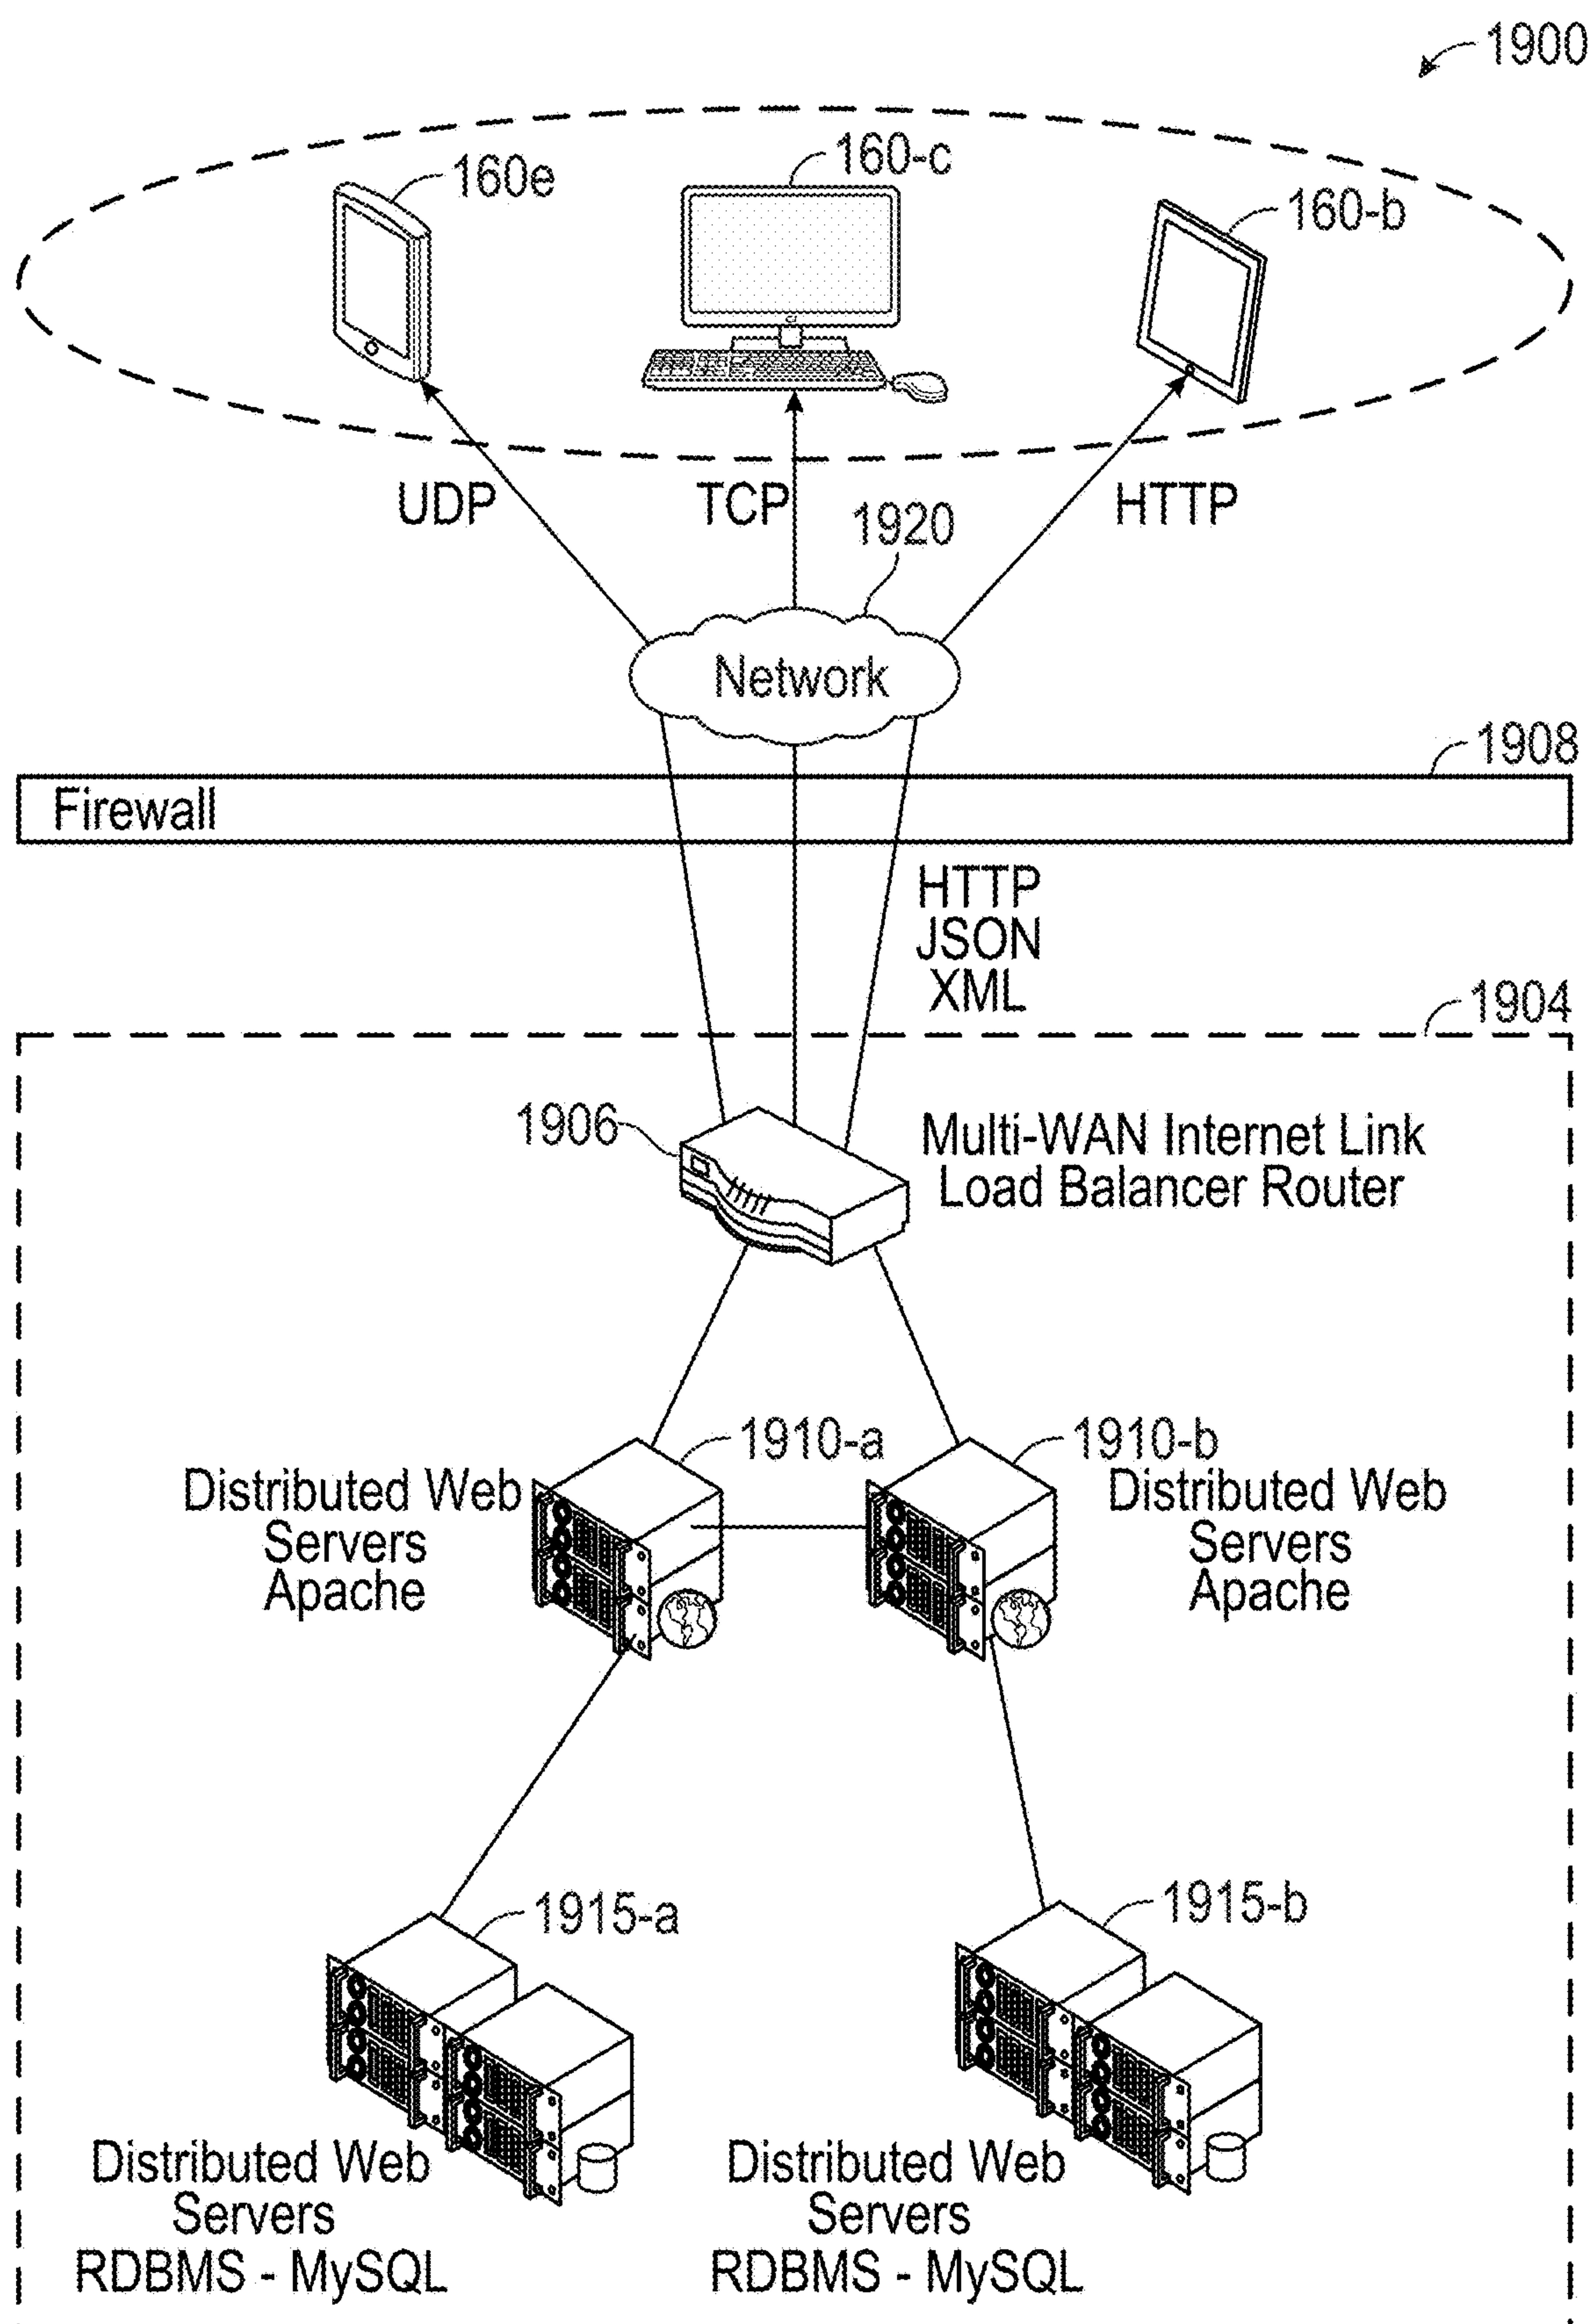 1900
160e
160-c
160-b
UDP
TCP
HTTP
1920
Network
1908
Firewall
HTTP
JSON
XML
1904
1906
Multi-WAN Internet Link
Load Balancer Router
1910-a
1910-b
Distributed Web
Servers
Apache
Distributed Web
Servers
Apache
1915-a
1915-b
Distributed Web
Servers
RDBMS - MySQL
Distributed Web
Servers
RDBMS - MySQL